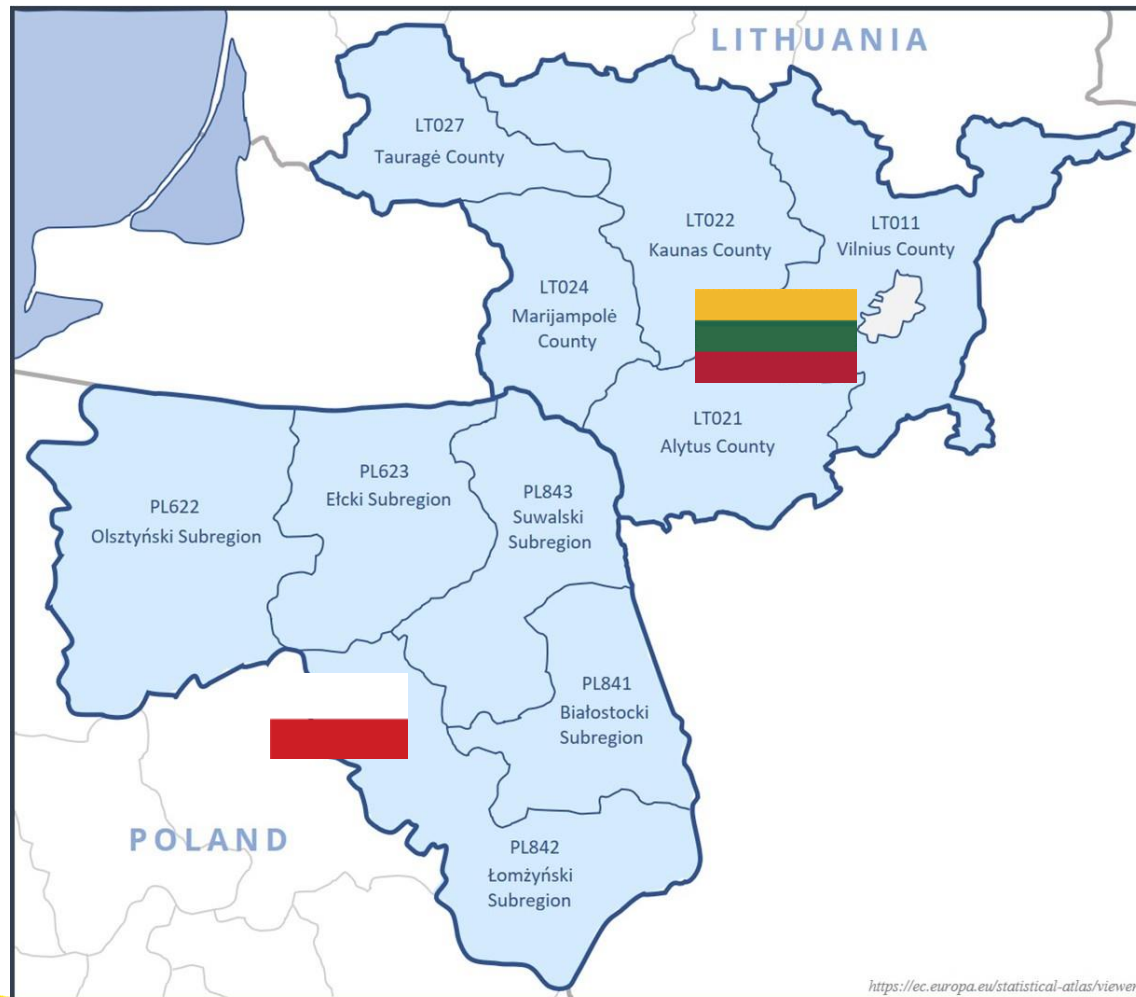 LITHUANIA
LT027
Tauragė County
LT022
Kaunas County
LT011
Vilnius County
LT024
Marijampolė
County
LT021
Alytus County
PL622
Olsztyński Subregion
PL623
Ełcki Subregion
PL843
Suwalski
Subregion
PL841
Białostocki
Subregion
POLAND
PL842
Łomżyński
Subregion
https://ec.europa.eu/statistical-atlas/viewer